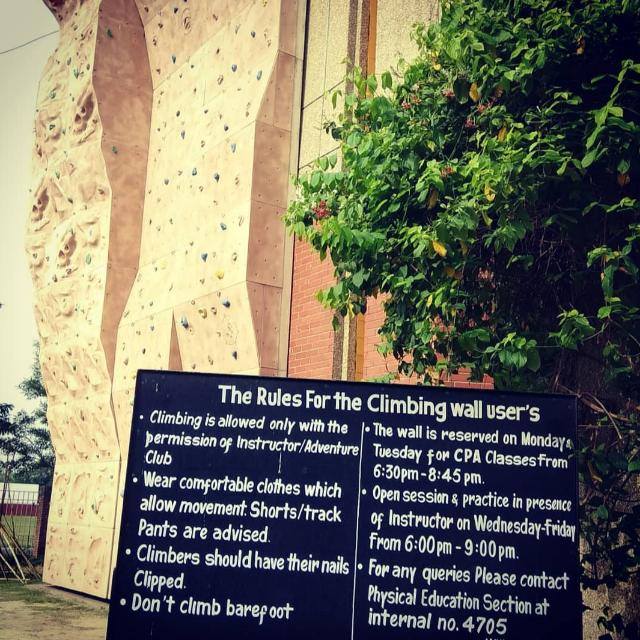 The Rules For the Climbing wall user's
• Climbing is allowed only with the
permission of Instructor/Adventure
Club
• Wear comfortable clothes which
allow movement. Shorts/track
Pants are advised.
• Climbers should have their nails
Clipped.
• Don't climb barefoot
• The wall is reserved on Mondays
Tuesday for CPA Classes from
6:30pm-8:45 pm.
• Open session & practice in presence
of Instructor on Wednesday-Friday
From 6:00pm - 9:00pm.
• For any queries Please contact
Physical Education Section at
internal no. 4705